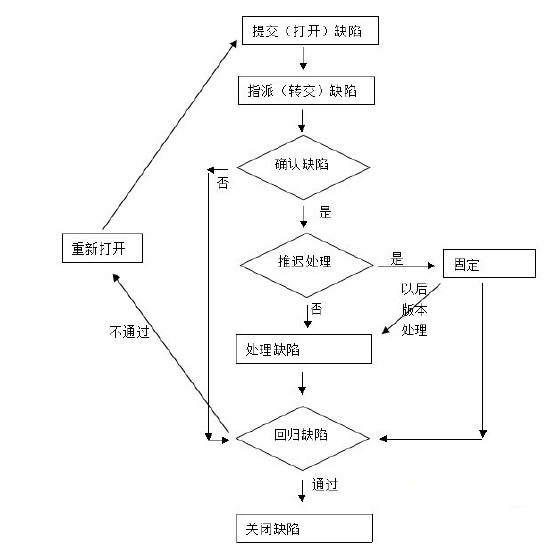 提交（打开）缺陷
指派（转交）缺陷
确认缺陷
否
是
重新打开
推迟处理
是
固定
以后
版本
处理
否
不通过
处理缺陷
回归缺陷
通过
关闭缺陷